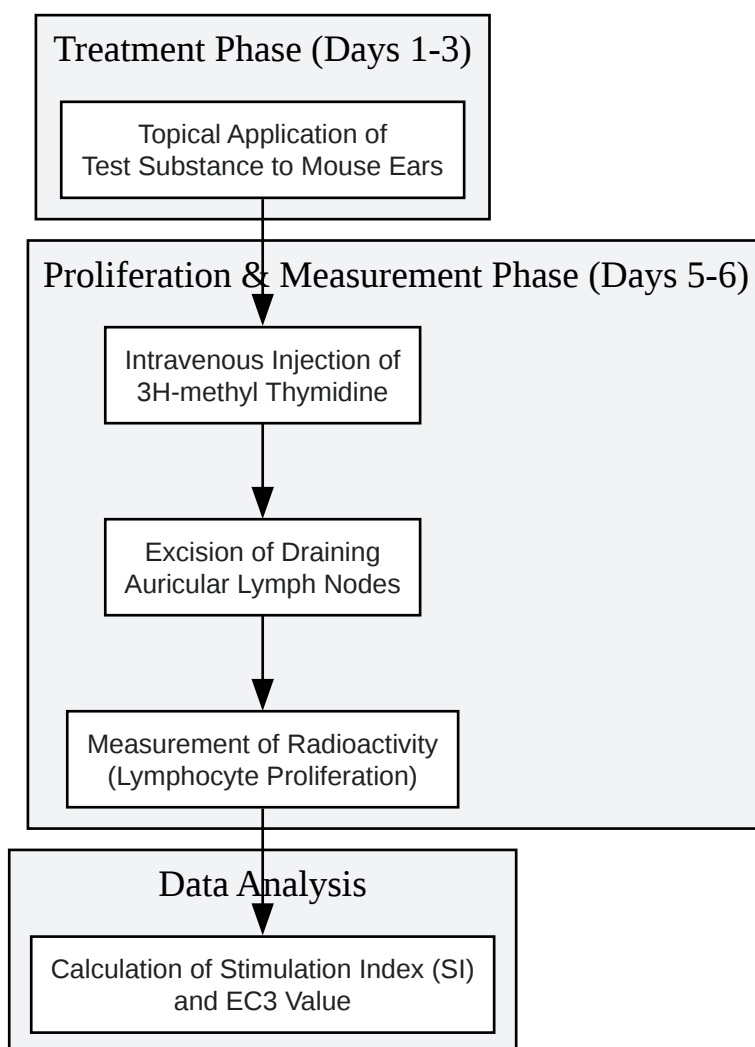 Treatment Phase (Days 1-3)
Topical Application of
Test Substance to Mouse Ears
Proliferation & Measurement Phase (Days 5-6)
Intravenous Injection of
3H-methyl Thymidine
Excision of Draining
Auricular Lymph Nodes
Measurement of Radioactivity
(Lymphocyte Proliferation)
Data Analysis
Calculation of Stimulation Index (SI)
and EC3 Value